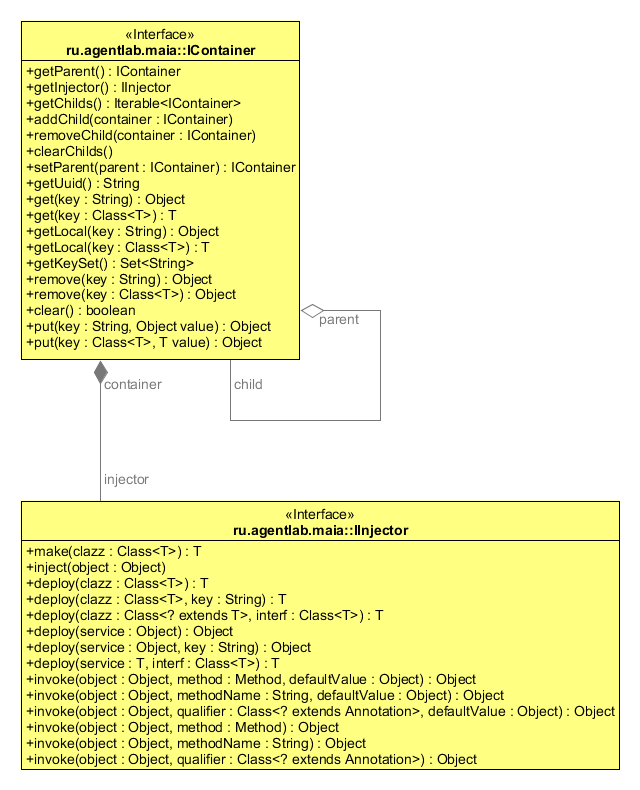 «Interface»
ru.agentlab.maia::IContainer
+getParent() : IContainer
+getInjector() : IInjector
+getChilds() : Iterable<IContainer>
+addChild(container : IContainer)
+removeChild(container : IContainer)
+clearChilds()
+setParent(parent : IContainer) : IContainer
+getUuid() : String
+get(key : String) : Object
+get(key : Class<T>) : T
+getLocal(key : String) : Object
+getLocal(key : Class<T>) : T
+getKeySet() : Set<String>
+remove(key : String) : Object
+remove(key : Class<T>) : Object
+clear() : boolean
+put(key : String, Object value) : Object
+put(key : Class<T>, T value) : Object
parent
container
child
injector
«Interface»
ru.agentlab.maia::IInjector
+make(clazz : Class<T>) : T
+inject(object : Object)
+deploy(clazz : Class<T>) : T
+deploy(clazz : Class<T>, key : String) : T
+deploy(clazz : Class<? extends T>, interf : Class<T>) : T
+deploy(service : Object) : Object
+deploy(service : Object, key : String) : Object
+deploy(service : T, interf : Class<T>) : T
+invoke(object : Object, method : Method, defaultValue : Object) : Object
+invoke(object : Object, methodName : String, defaultValue : Object) : Object
+invoke(object : Object, qualifier : Class<? extends Annotation>, defaultValue : Object) : Object
+invoke(object : Object, method : Method) : Object
+invoke(object : Object, methodName : String) : Object
+invoke(object : Object, qualifier : Class<? extends Annotation>) : Object